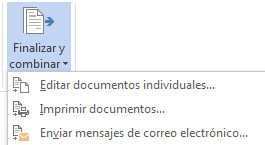 Finalizar y
combinar
Editar documentos individuales...
Imprimir documentos...
Enviar mensajes de correo electrónico...